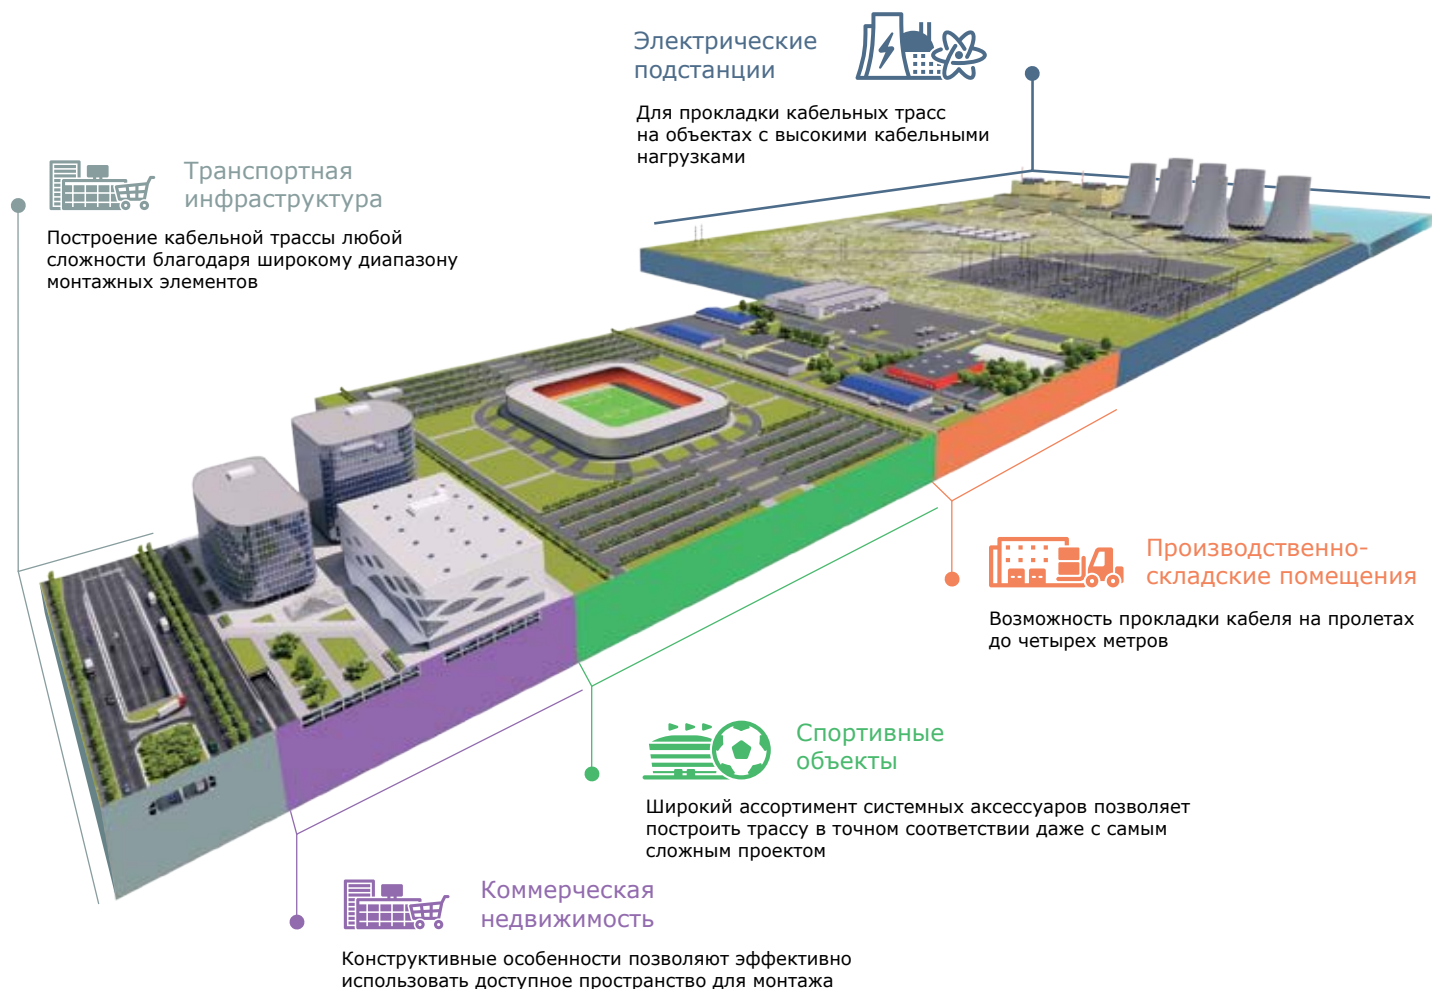 Электрические
подстанции
Для прокладки кабельных трасс
на объектах с высокими кабельными
нагрузками
Транспортная
инфраструктура
Построение кабельной трассы любой
сложности благодаря широкому диапазону
монтажных элементов
Производственно-
складские помещения
Возможность прокладки кабеля на пролетах
до четырех метров
Спортивные
объекты
Широкий ассортимент системных аксессуаров позволяет
построить трассу в точном соответствии даже с самым
сложным проектом
Коммерческая
недвижимость
Конструктивные особенности позволяют эффективно
использовать доступное пространство для монтажа